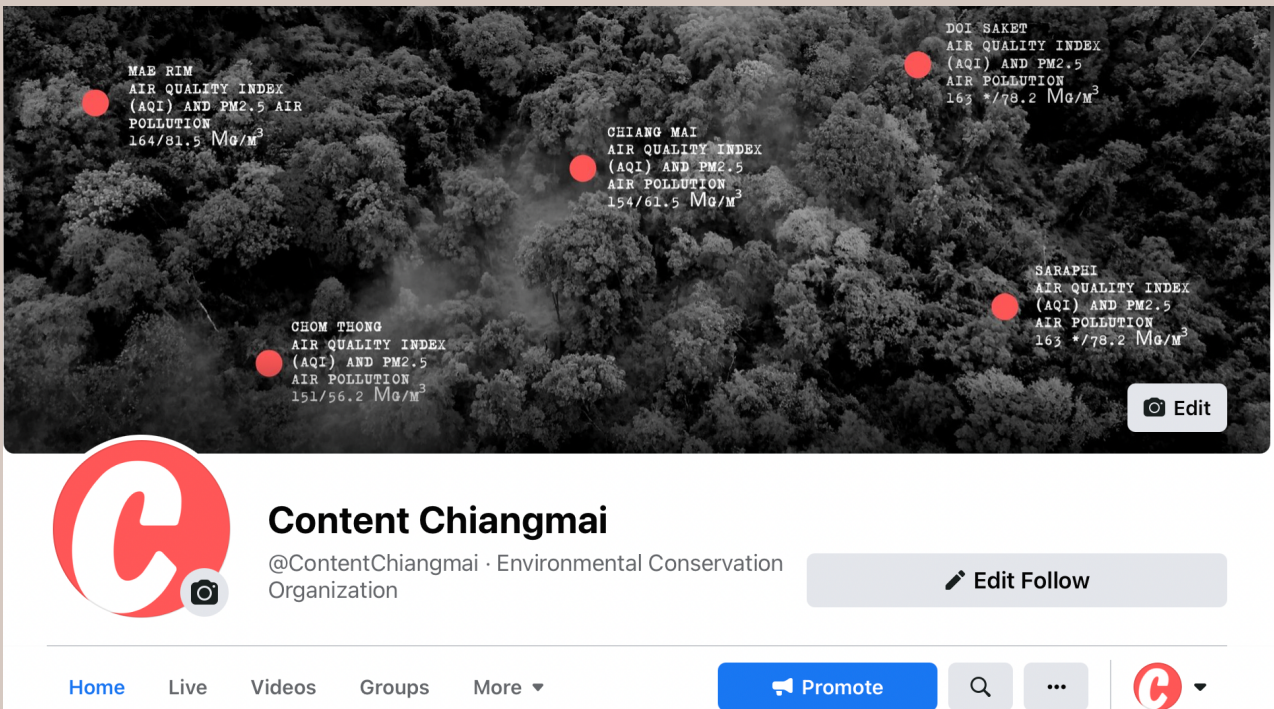 MAE RIM
AIR QUALITY INDEX
(AQI) AND PM2.5 AIR
POLLUTION
164/81.5 MG/M³
CHIANG MAI
AIR QUALITY INDEX
(AQI) AND PM2.5
AIR POLLUTION
154/61.5 MG/M³
DOI SAKET
AIR QUALITY INDEX
(AQI) AND PM2.5
AIR POLLUTION
163 */78.2 MG/M³
CHOM THONG
AIR QUALITY INDEX
(AQI) AND PM2.5
AIR POLLUTION
151/56.2 MG/M³
SARAPHI
AIR QUALITY INDEX
(AQI) AND PM2.5
AIR POLLUTION
163 */78.2 MG/M³
Edit
C
Content Chiangmai
@ContentChiangmai · Environmental Conservation
Organization
Edit Follow
Home Live Videos Groups More
Promote
C